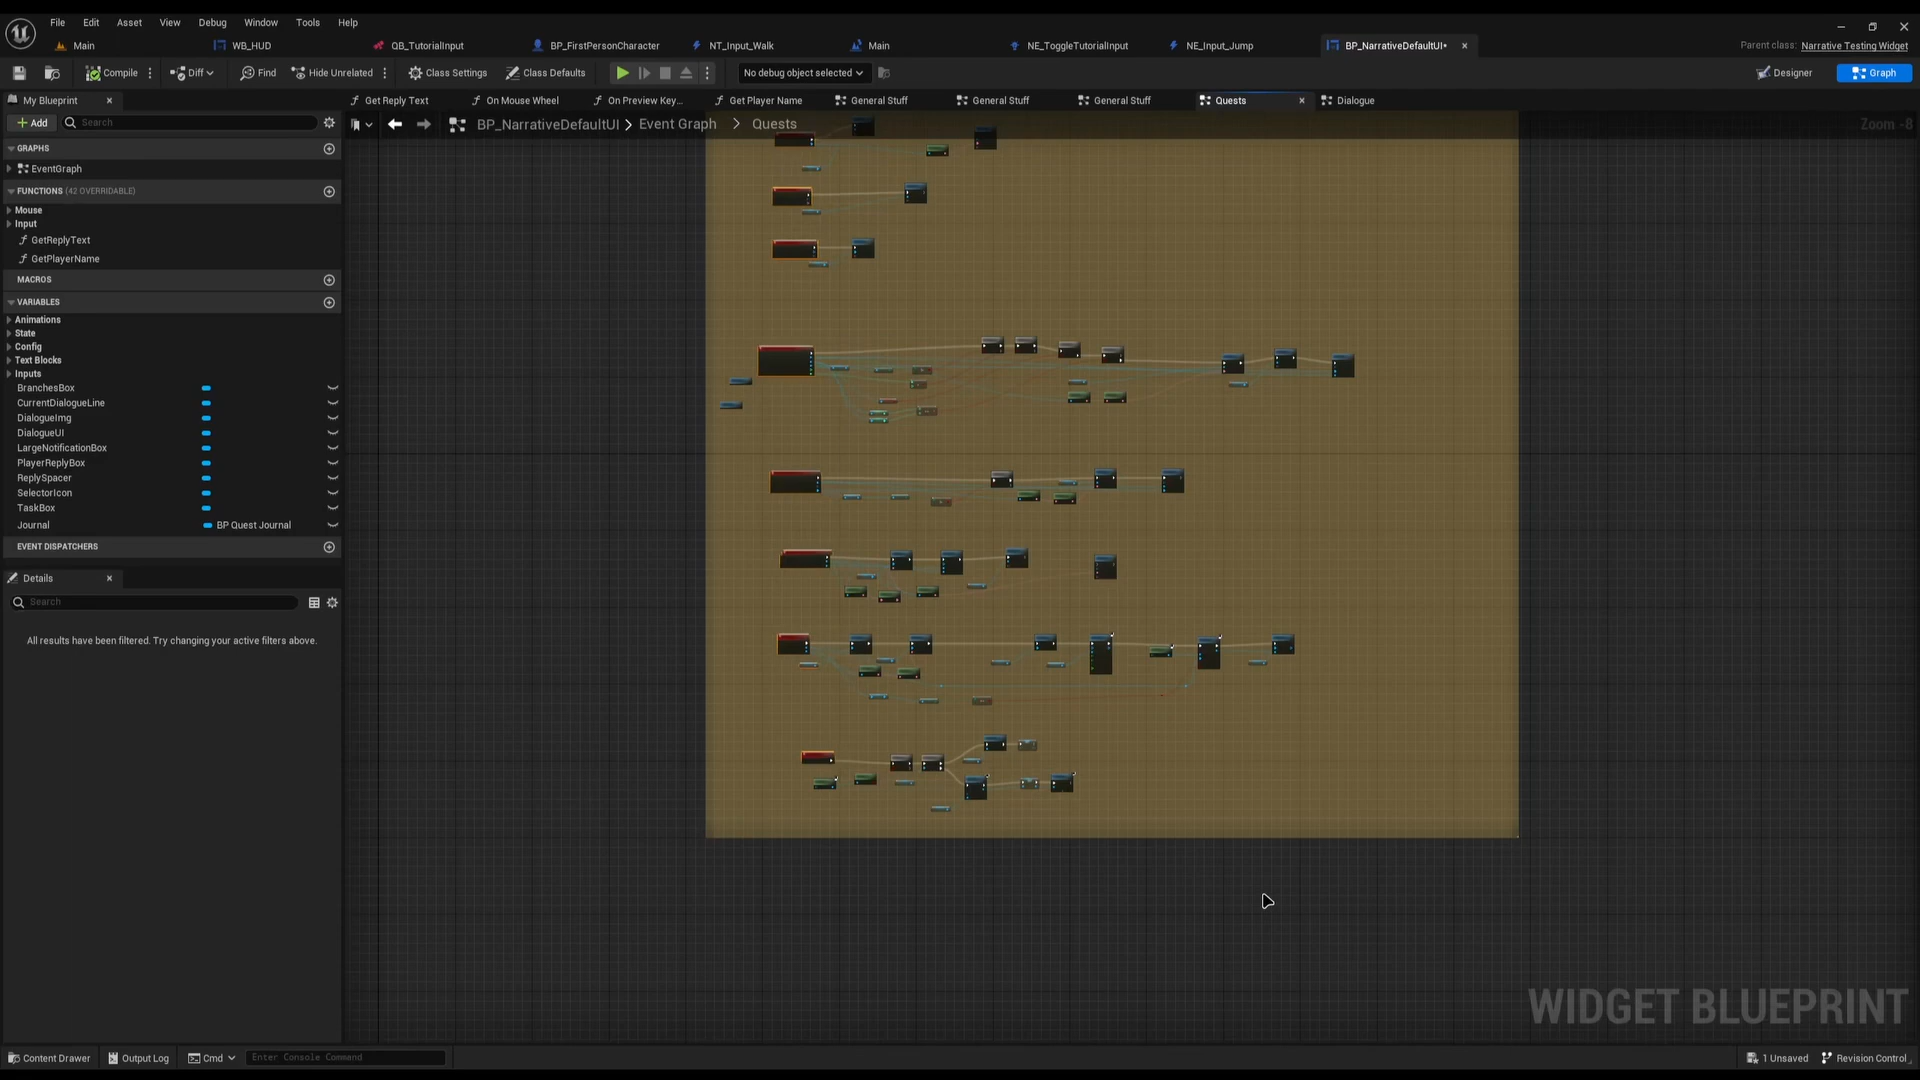 File Edit Asset View Debug Window Tools Help
Main WB_HUD QB_TutorialInput BP_FirstPersonCharacter NT_Input_Walk Main NE_ToggleTutorialInput NE_Input_Jump BP_NarrativeDefaultUI•
Parent class: Narrative Testing Widget
Compile Diff Find Hide Unrelated Class Settings Class Defaults No debug object selected Designer Graph
My Blueprint
Get Reply Text On Mouse Wheel On Preview Key... Get Player Name General Stuff General Stuff General Stuff Quests Dialogue
Add Search
BP_NarrativeDefaultUI > Event Graph > Quests
Zoom -8
GRAPHS
EventGraph
FUNCTIONS (42 OVERRIDABLE)
Mouse
Input
GetReplyText
GetPlayerName
MACROS
VARIABLES
Animations
State
Config
Text Blocks
Inputs
BranchesBox
CurrentDialogueLine
DialogueImg
DialogueUI
LargeNotificationBox
PlayerReplyBox
ReplySpacer
SelectorIcon
TaskBox
Journal BP Quest Journal
EVENT DISPATCHERS
Details
Search
All results have been filtered. Try changing your active filters above.
WIDGET BLUEPRINT
Content Drawer Output Log Cmd Enter Console Command 1 Unsaved Revision Control